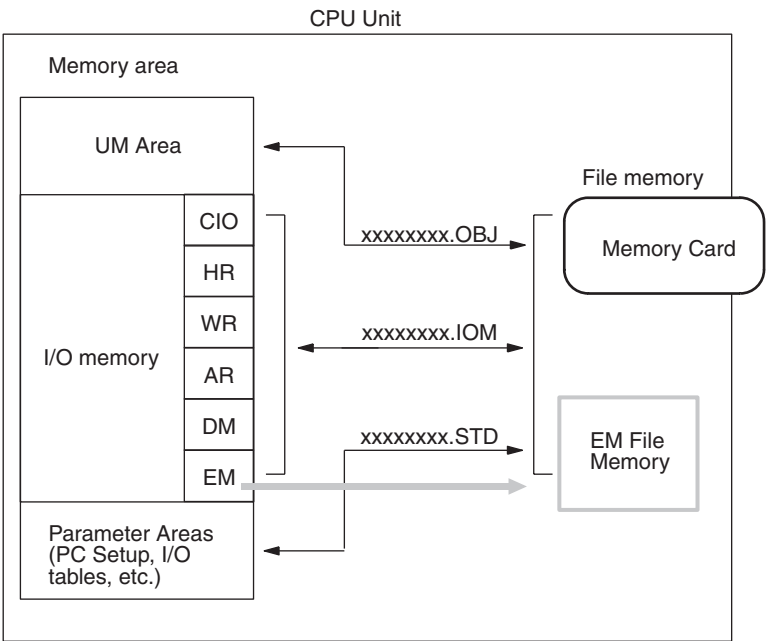 CPU Unit
Memory area
UM Area
File memory
CIO
xxxxxxxx.OBJ
Memory Card
HR
WR
xxxxxxxx.IOM
I/O memory
AR
DM
xxxxxxxx.STD
EM File
Memory
EM
Parameter Areas
(PC Setup, I/O
tables, etc.)